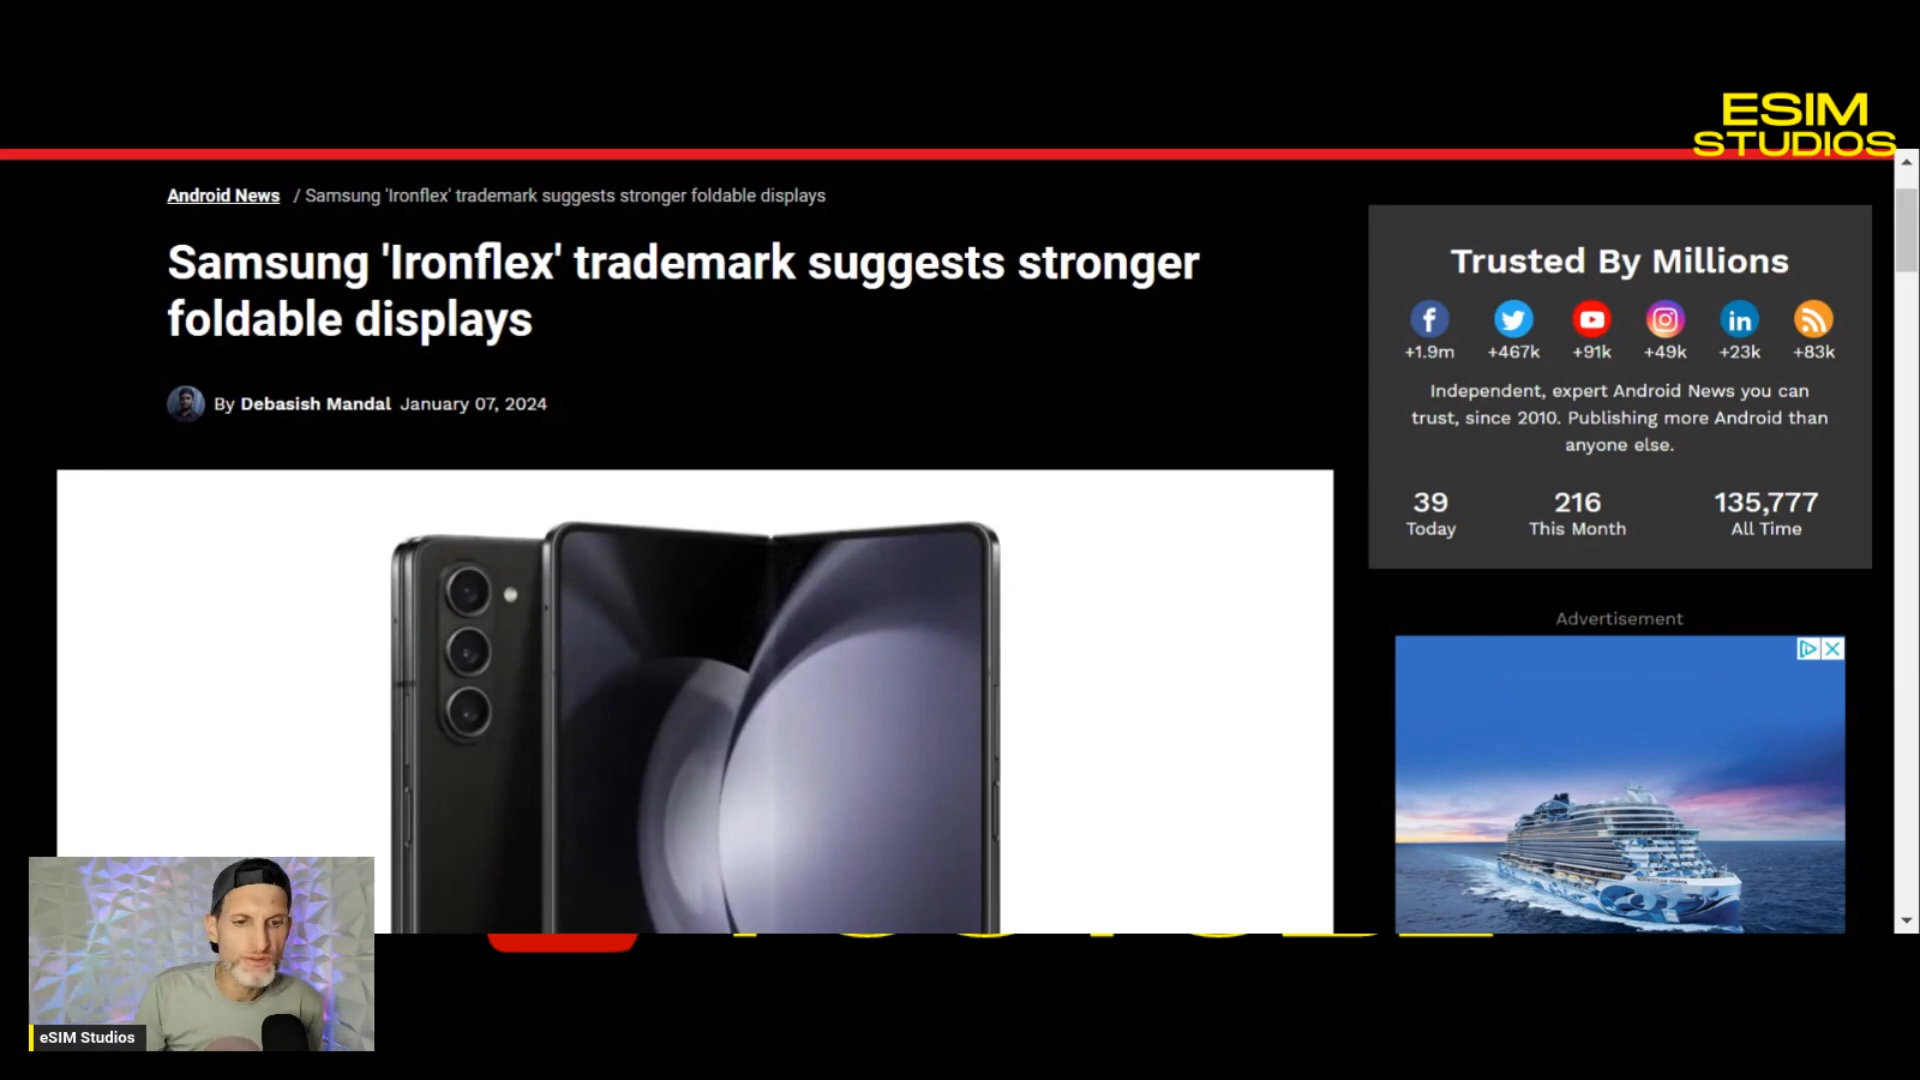 ESIM
STUDIOS
Android News / Samsung 'Ironflex' trademark suggests stronger foldable displays
Samsung 'Ironflex' trademark suggests stronger
foldable displays
By Debasish Mandal January 07, 2024
Trusted By Millions
+1.9m +467k +91k +49k +23k +83k
Independent, expert Android News you can
trust, since 2010. Publishing more Android than
anyone else.
39 216 135,777
Today This Month All Time
Advertisement
eSIM Studios